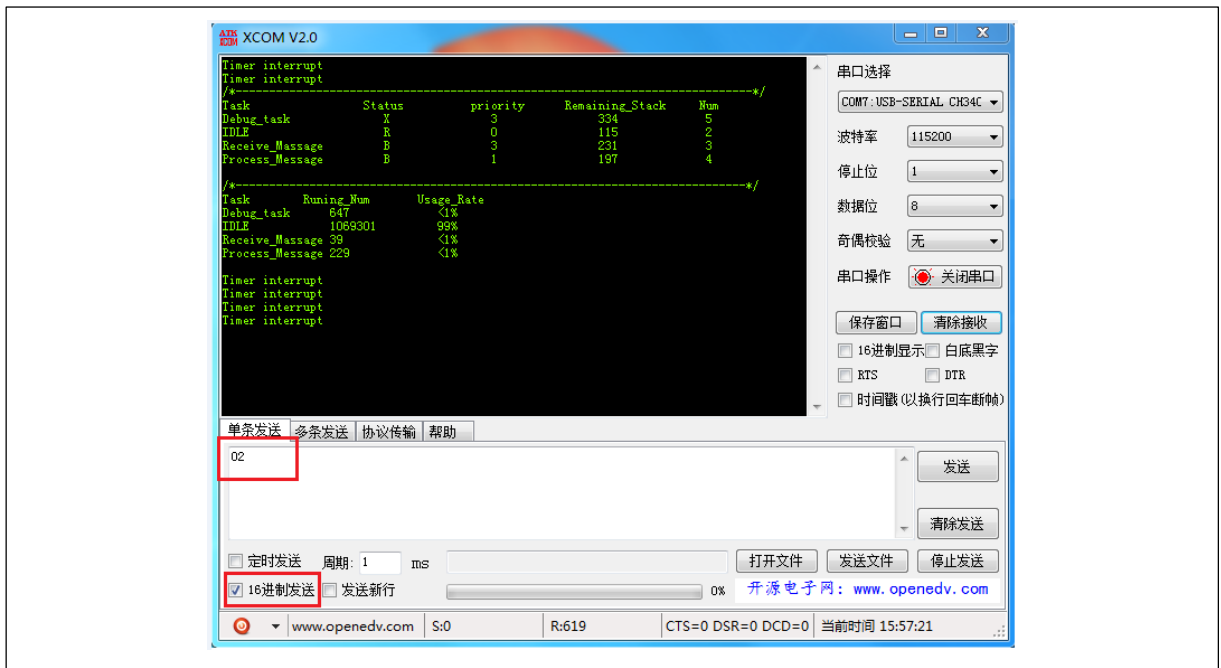 ATK XCOM XCOM V2.0
Timer interrupt
Timer interrupt
/*----------------------------------------------------------------------------*/
Task Status priority Remaining_Stack Num
Debug_task X 3 334 5
IDLE R 0 115 2
Receive_Massage B 3 231 3
Process_Message B 1 197 4
/*----------------------------------------------------------------------------*/
Task Runing_Num Usage_Rate
Debug_task 647 <1%
IDLE 1069301 99%
Receive_Massage 39 <1%
Process_Message 229 <1%
Timer interrupt
Timer interrupt
Timer interrupt
Timer interrupt
串口选择
COM7:USB-SERIAL CH34C
波特率 115200
停止位 1
数据位 8
奇偶校验 无
串口操作 关闭串口
保存窗口 清除接收
16进制显示 白底黑字
RTS DTR
时间戳(以换行回车断帧)
单条发送 多条发送 协议传输 帮助
02
发送
清除发送
定时发送 周期: 1 ms 打开文件 发送文件 停止发送
16进制发送 发送新行 0% 开源电子网：www.openedv.com
www.openedv.com S:0 R:619 CTS=0 DSR=0 DCD=0 当前时间 15:57:21